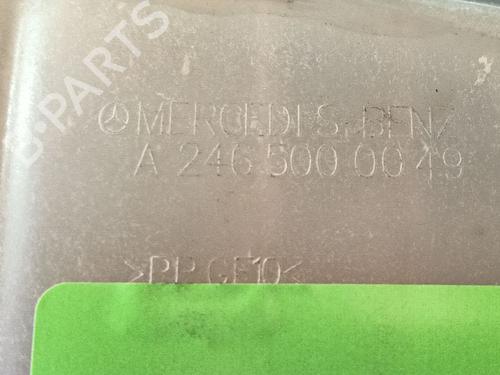 B-PARTS
MERCEDES-BENZ
A 246 500 00 49
>PP GF10<